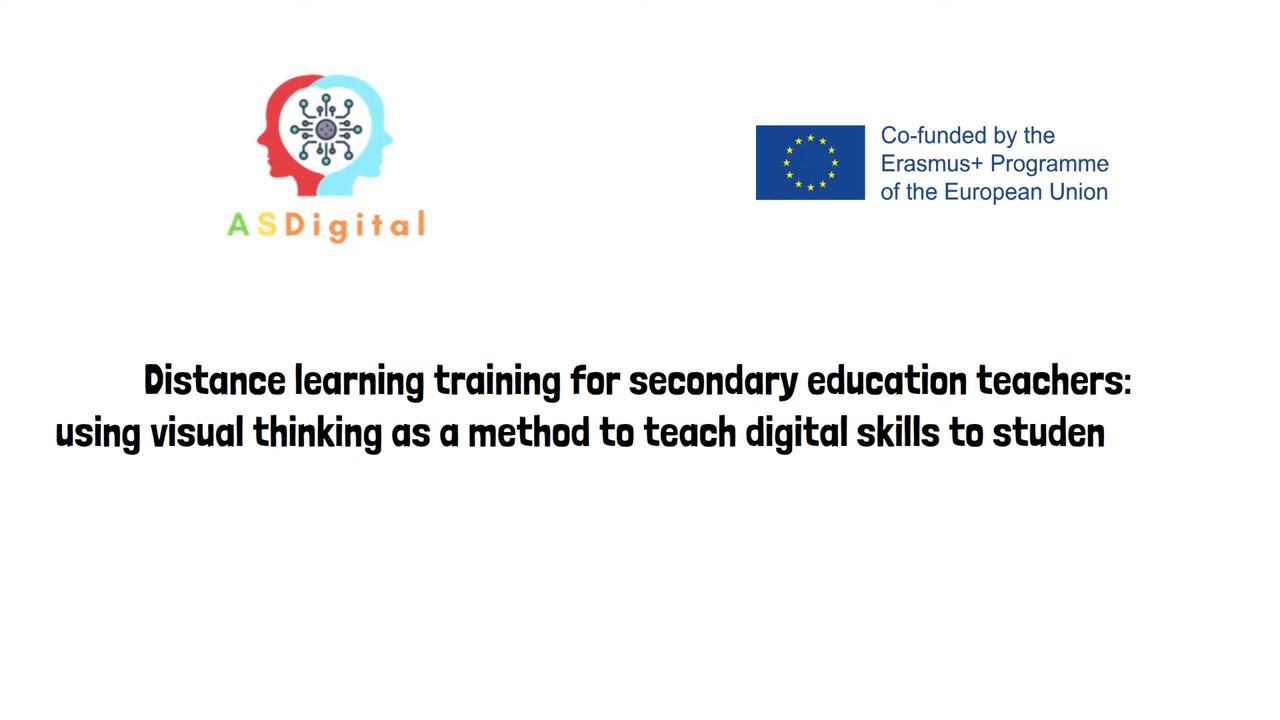 ASDigital
Co-funded by the
Erasmus+ Programme
of the European Union
Distance learning training for secondary education teachers:
using visual thinking as a method to teach digital skills to studen